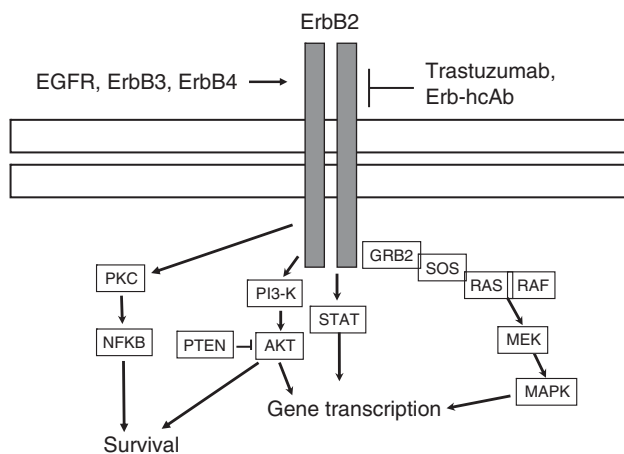 ErbB2
EGFR, ErbB3, ErbB4
Trastuzumab,
Erb-hcAb
GRB2
SOS
PKC
RAS
RAF
PI3-K
STAT
NFKB
PTEN
AKT
MEK
MAPK
Gene transcription
Survival